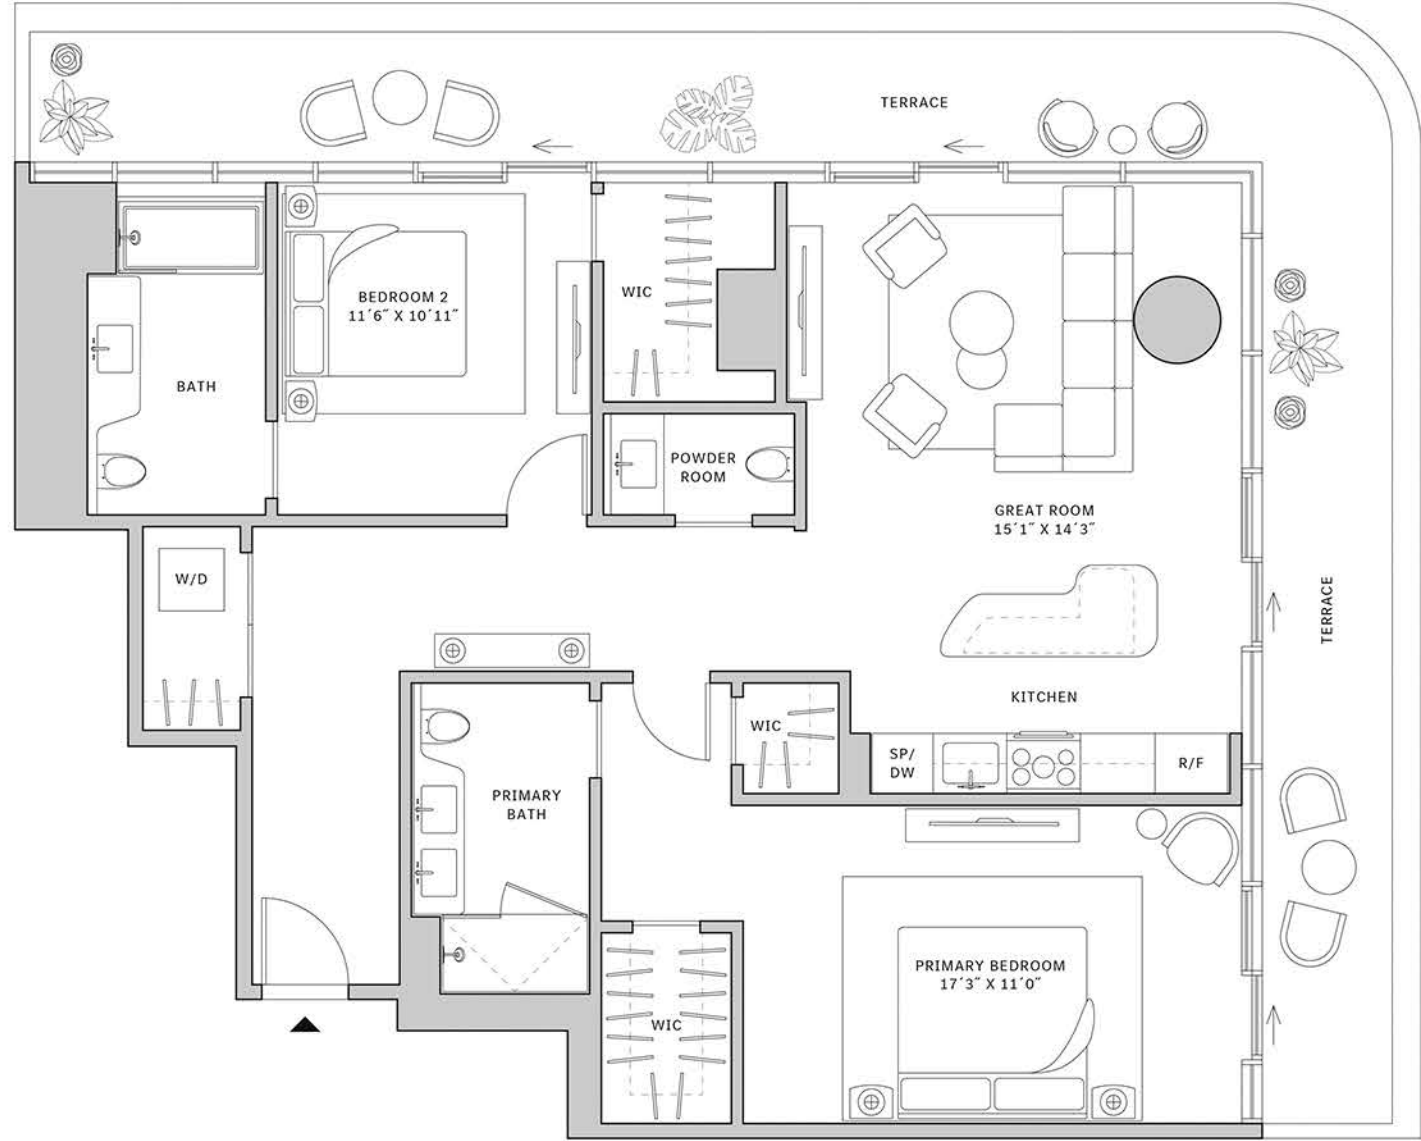 TERRACE
BEDROOM 2
11´6˝ X 10´11˝
WIC
BATH
POWDER
ROOM
GREAT ROOM
15´1˝ X 14´3˝
W/D
TERRACE
KITCHEN
WIC
SP/
DW
R/F
PRIMARY
BATH
PRIMARY BEDROOM
17´3˝ X 11´0˝
WIC